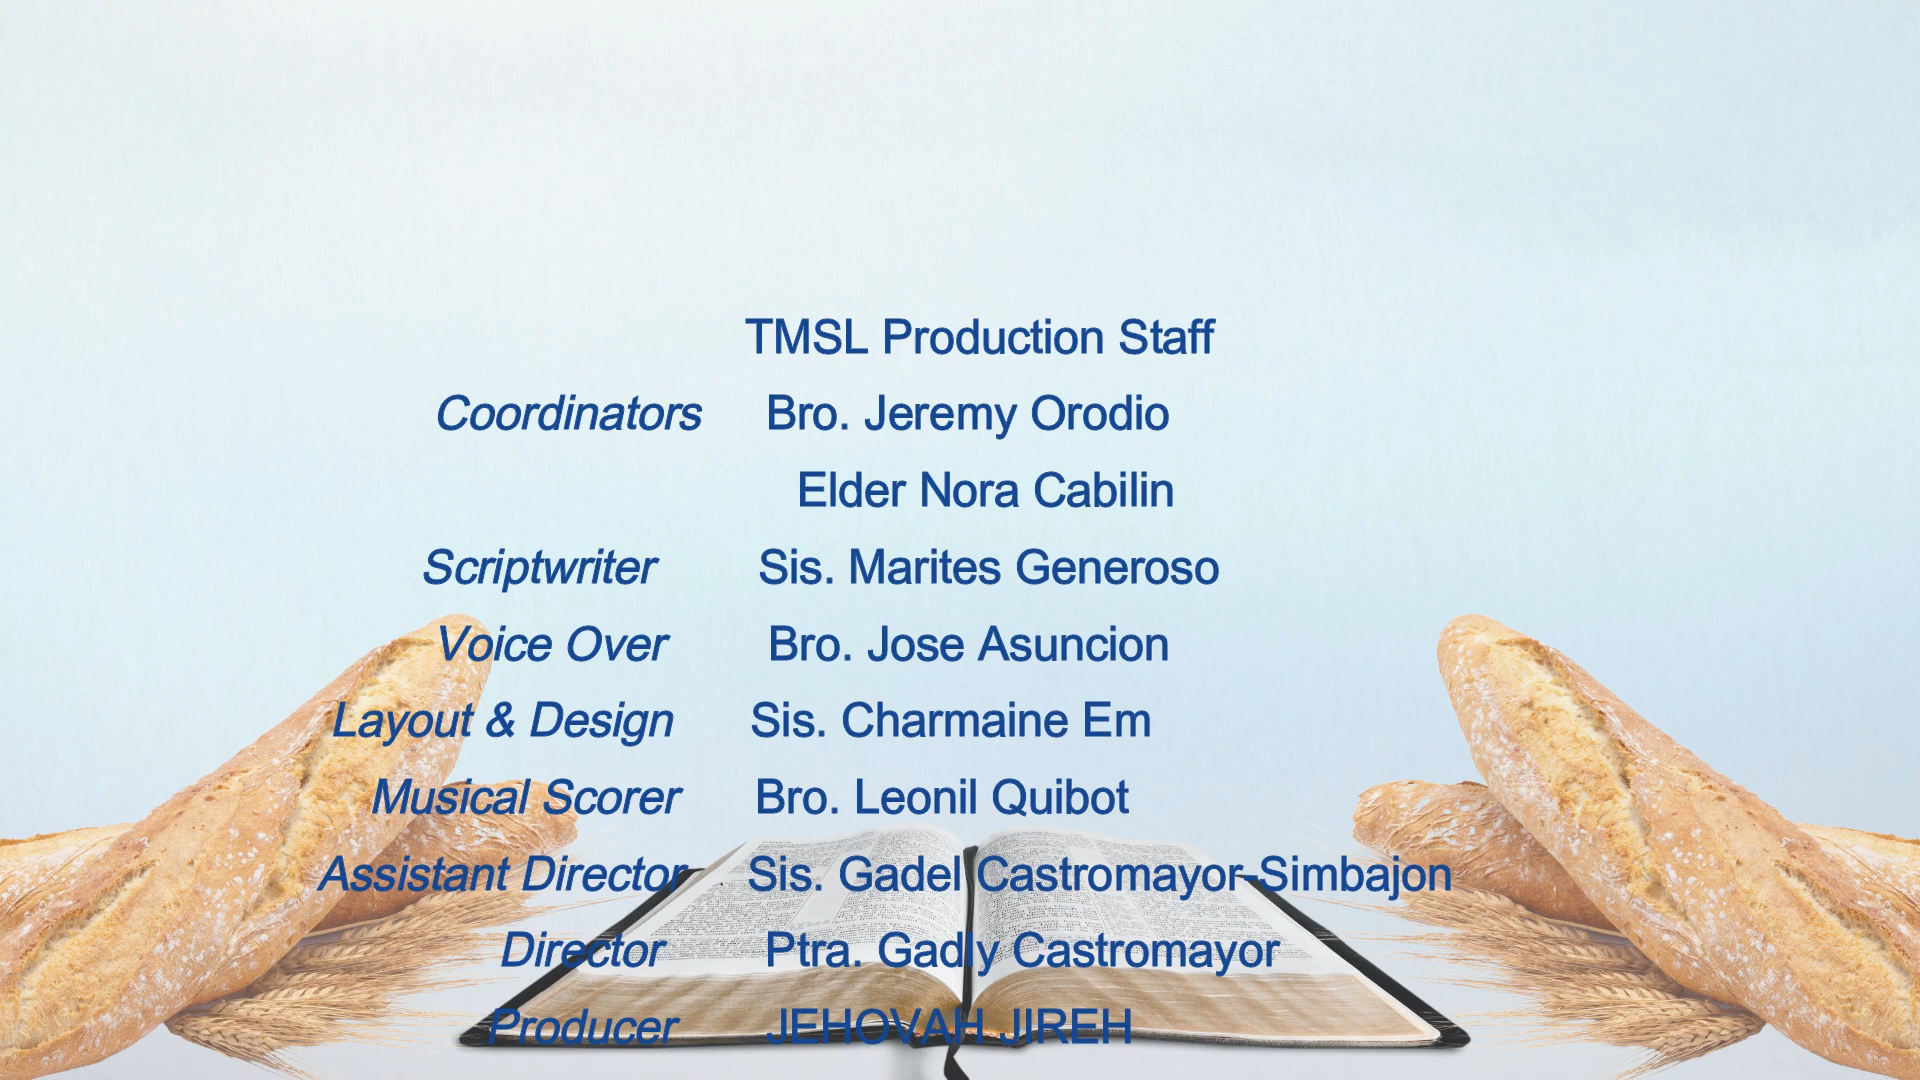 TMSL Production Staff
Coordinators Bro. Jeremy Orodio
Elder Nora Cabilin
Scriptwriter Sis. Marites Generoso
Voice Over Bro. Jose Asuncion
Layout & Design Sis. Charmaine Em
Musical Scorer Bro. Leonil Quibot
Assistant Director Sis. Gadel Castromayor-Simbajon
Director Ptra. Gadly Castromayor
Producer JEHOVAH JIREH